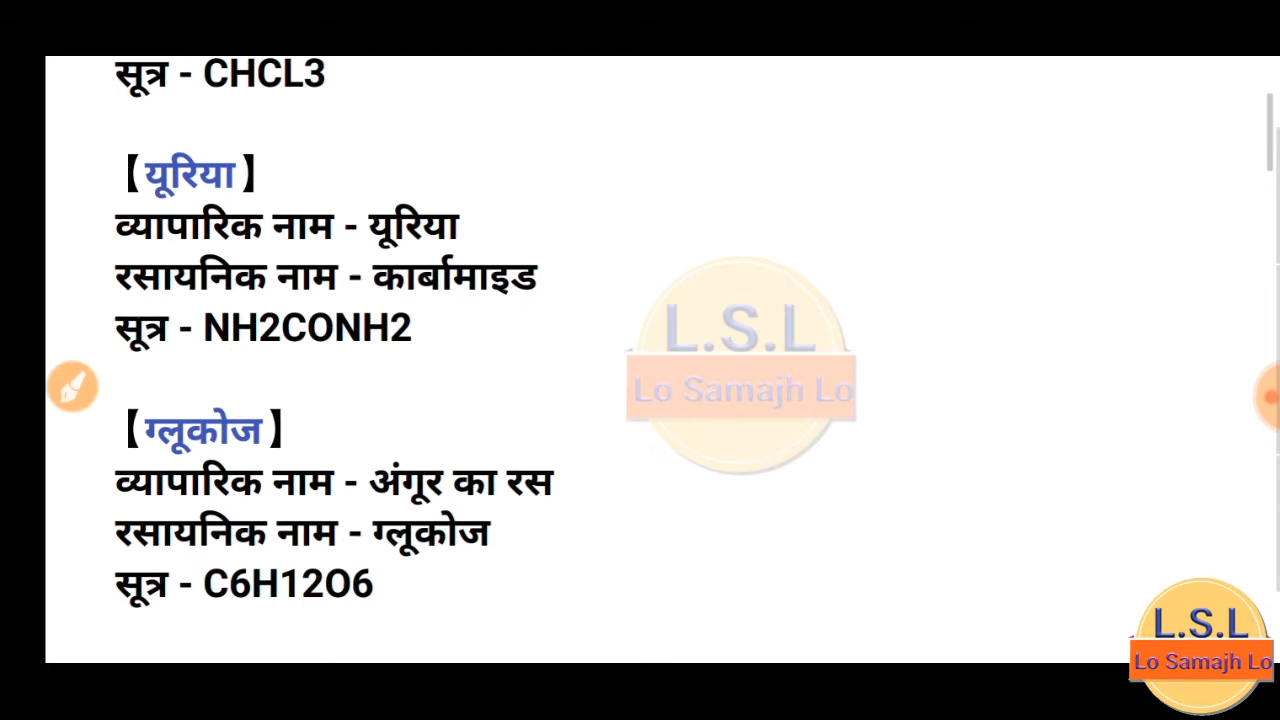 सूत्र - CHCL3
【यूरिया】
व्यापारिक नाम - यूरिया
रसायनिक नाम - कार्बामाइड
सूत्र - NH2CONH2
【ग्लूकोज】
व्यापारिक नाम - अंगूर का रस
रसायनिक नाम - ग्लूकोज
सूत्र - C6H12O6
L.S.L
Lo Samajh Lo
L.S.L
Lo Samajh Lo